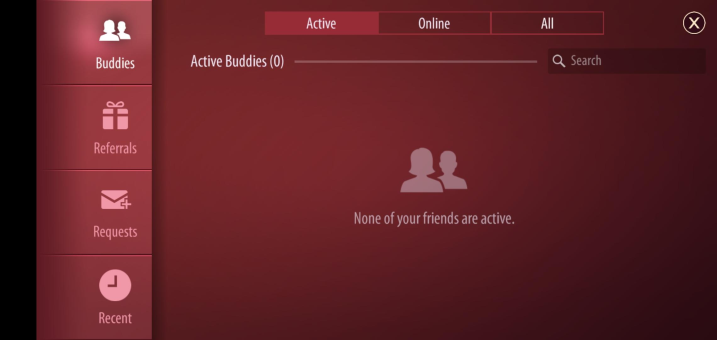 Active
Online
All
X
Buddies
Active Buddies (0)
Search
Referrals
None of your friends are active.
Requests
Recent